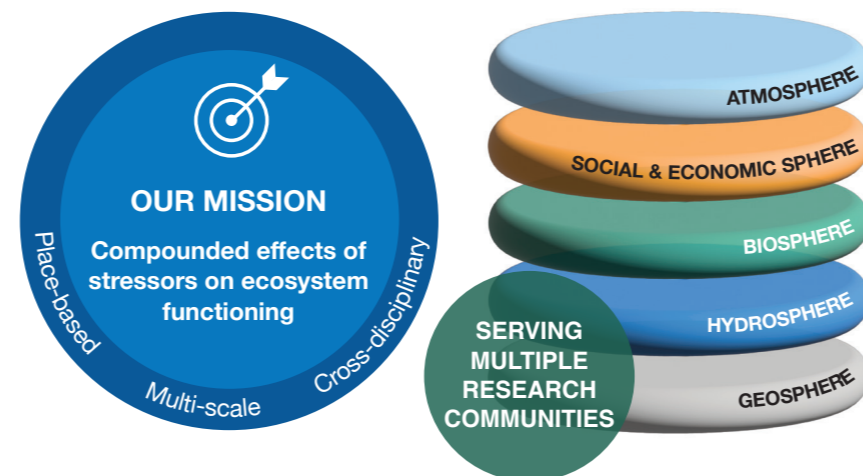 OUR MISSION
Compounded effects of
stressors on ecosystem
functioning
Place-based
Multi-scale
Cross-disciplinary
ATMOSPHERE
SOCIAL & ECONOMIC SPHERE
BIOSPHERE
HYDROSPHERE
GEOSPHERE
SERVING
MULTIPLE
RESEARCH
COMMUNITIES